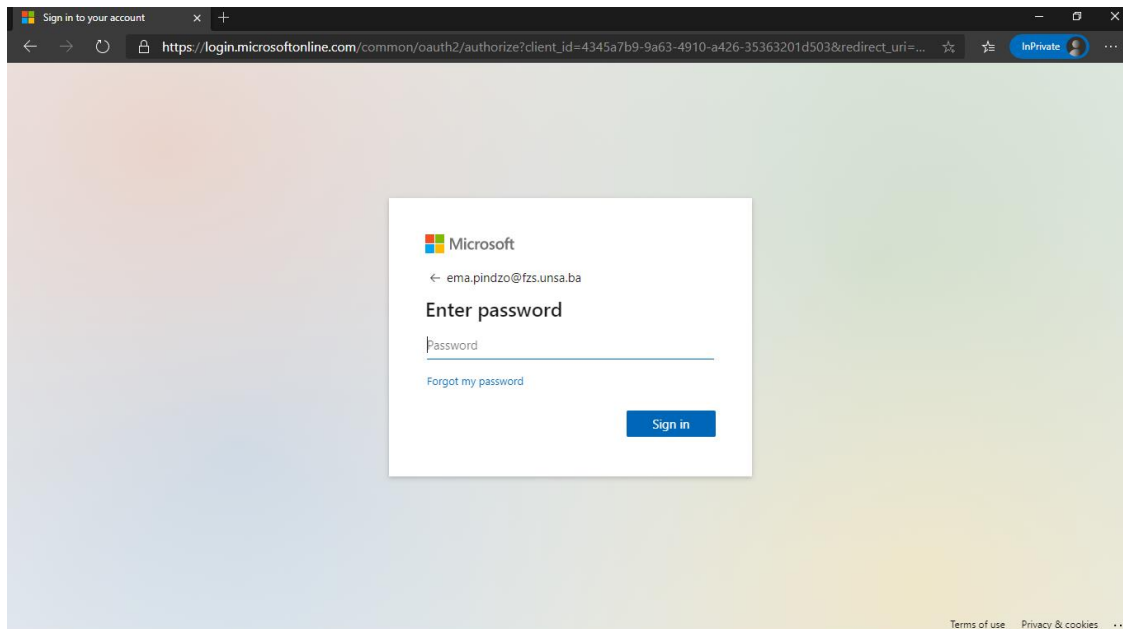 Sign in to your account
https://login.microsoftonline.com/common/oauth2/authorize?client_id=4345a7b9-9a63-4910-a426-35363201d503&redirect_uri=...
InPrivate
Microsoft
← ema.pindzo@fzs.unsa.ba
Enter password
Password
Forgot my password
Sign in
Terms of use Privacy & cookies